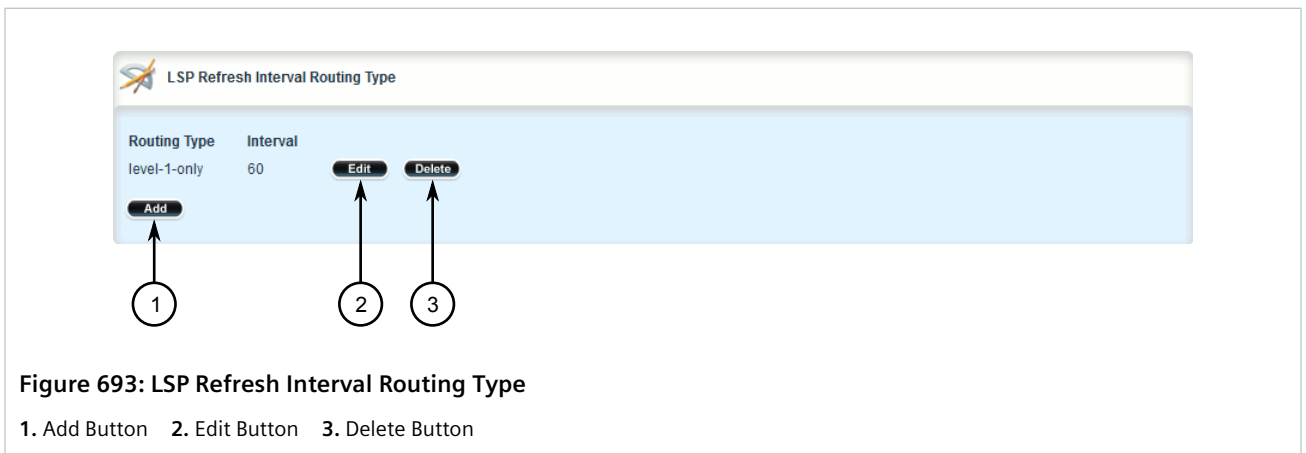 LSP Refresh Interval Routing Type
Routing Type Interval
level-1-only 60 Edit Delete
Add
1 2 3
Figure 693: LSP Refresh Interval Routing Type
1. Add Button 2. Edit Button 3. Delete Button